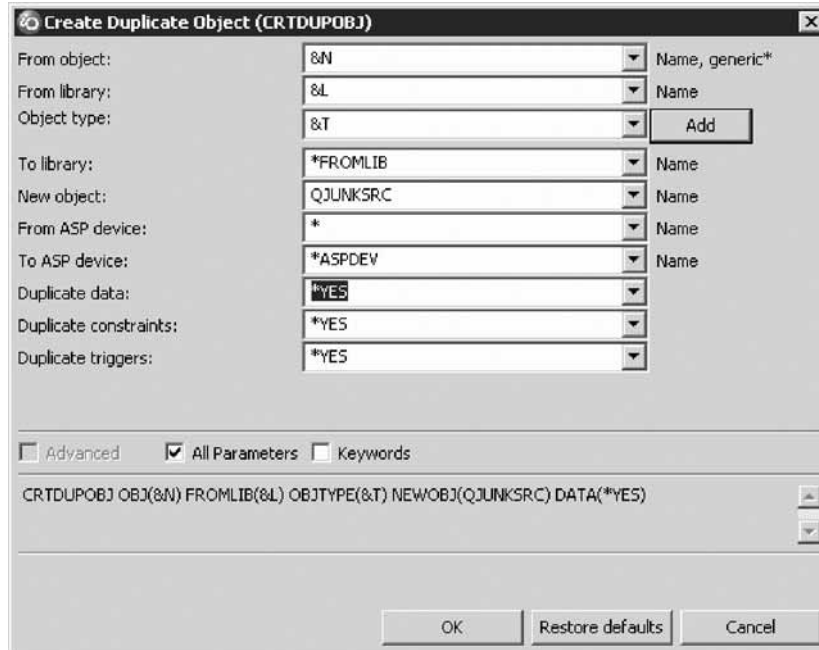 Create Duplicate Object (CRTDUPOBJ)
From object: &N Name, generic*
From library: &L Name
Object type: &T Add
To library: *FROMLIB Name
New object: QJUNKSRC Name
From ASP device: * Name
To ASP device: *ASPDEV Name
Duplicate data: *YES
Duplicate constraints: *YES
Duplicate triggers: *YES
Advanced All Parameters Keywords
CRTDUPOBJ OBJ(&N) FROMLIB(&L) OBJTYPE(&T) NEWOBJ(QJUNKSRC) DATA(*YES)
OK Restore defaults Cancel